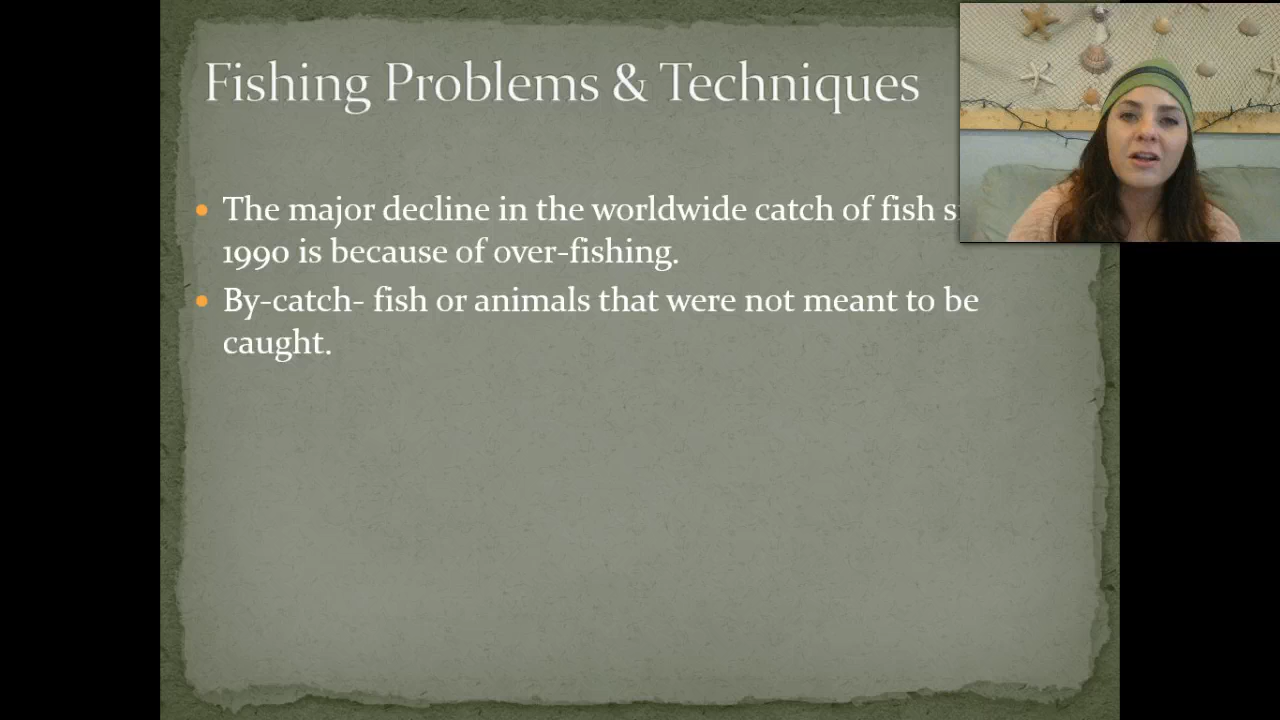 Fishing Problems & Techniques
• The major decline in the worldwide catch of fish
1990 is because of over-fishing.
• By-catch- fish or animals that were not meant to be
caught.